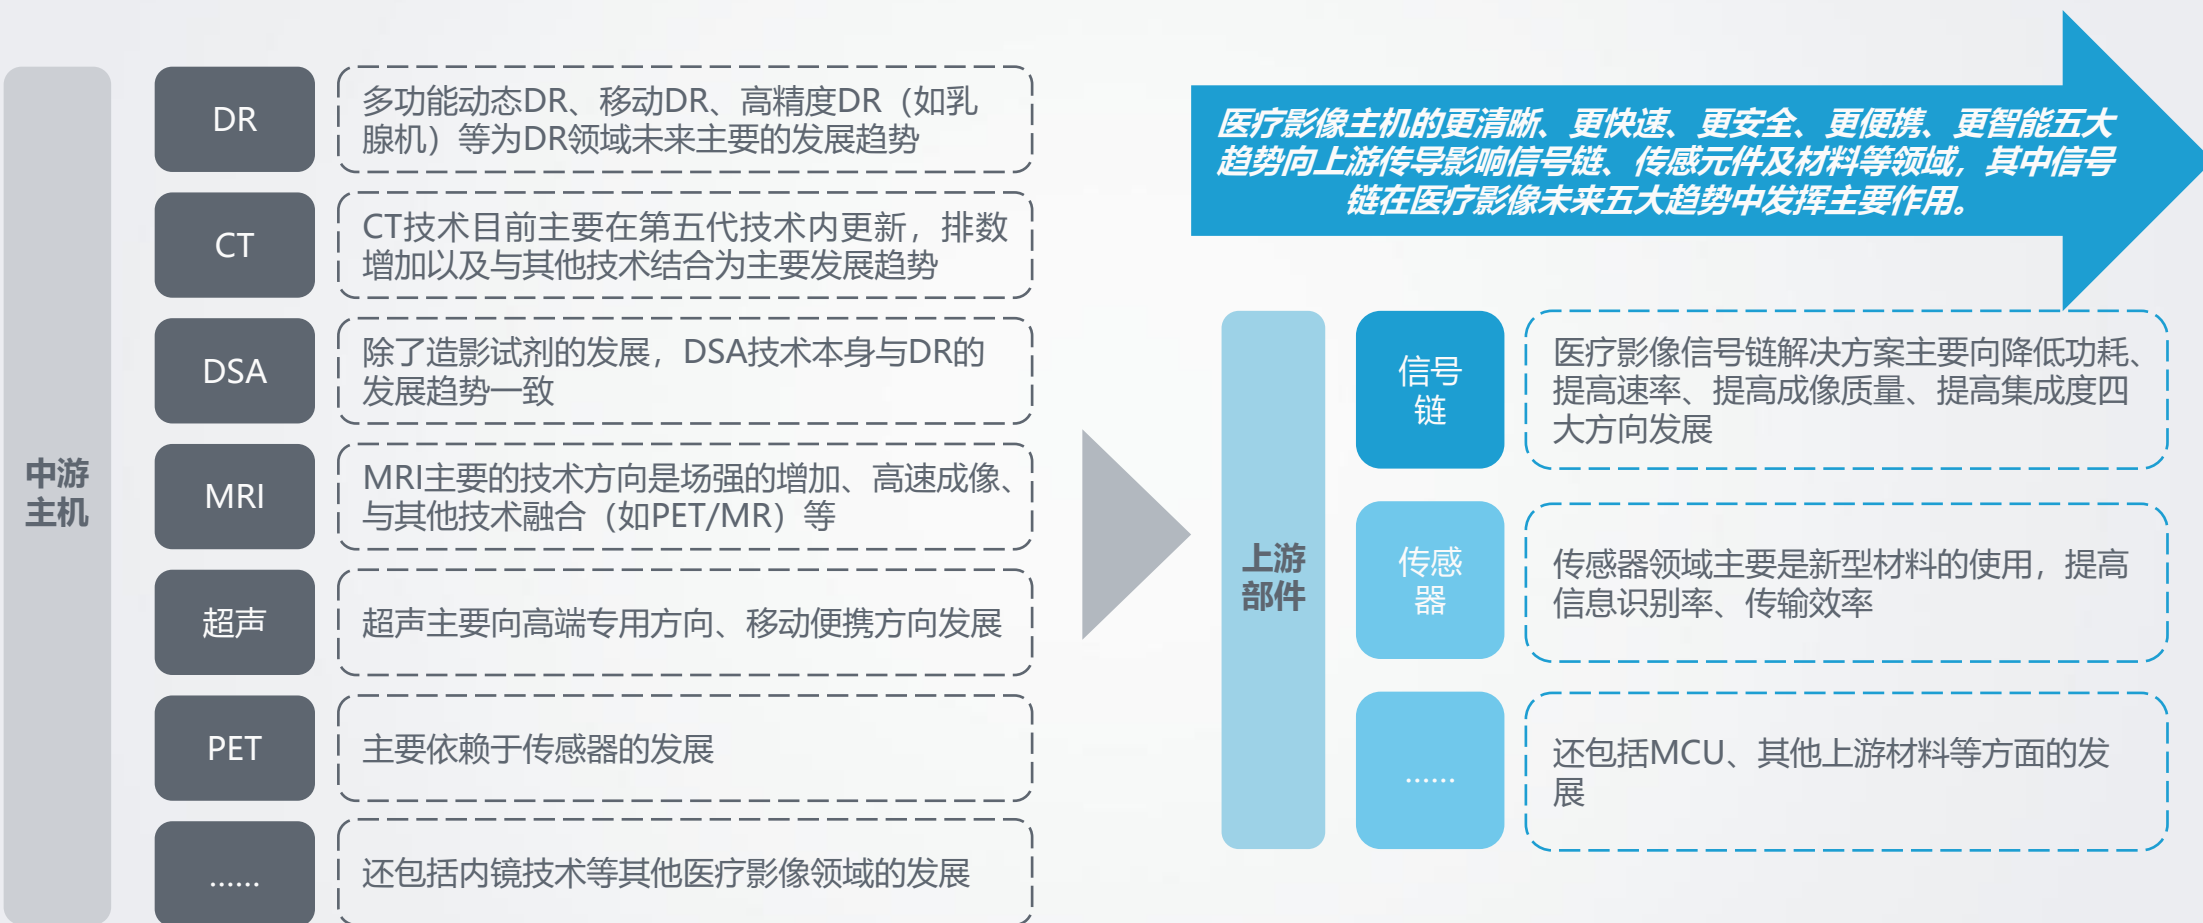 中游
主机
DR
多功能动态DR、移动DR、高精度DR（如乳
腺机）等为DR领域未来主要的发展趋势
CT
CT技术目前主要在第五代技术内更新，排数
增加以及与其他技术结合为主要发展趋势
DSA
除了造影试剂的发展，DSA技术本身与DR的
发展趋势一致
MRI
MRI主要的技术方向是场强的增加、高速成像、
与其他技术融合（如PET/MR）等
超声
超声主要向高端专用方向、移动便携方向发展
PET
主要依赖于传感器的发展
……
还包括内镜技术等其他医疗影像领域的发展
医疗影像主机的更清晰、更快速、更安全、更便携、更智能五大
趋势向上游传导影响信号链、传感元件及材料等领域，其中信号
链在医疗影像未来五大趋势中发挥主要作用。
上游
部件
信号
链
医疗影像信号链解决方案主要向降低功耗、
提高速率、提高成像质量、提高集成度四
大方向发展
传感
器
传感器领域主要是新型材料的使用，提高
信息识别率、传输效率
……
还包括MCU、其他上游材料等方面的发
展